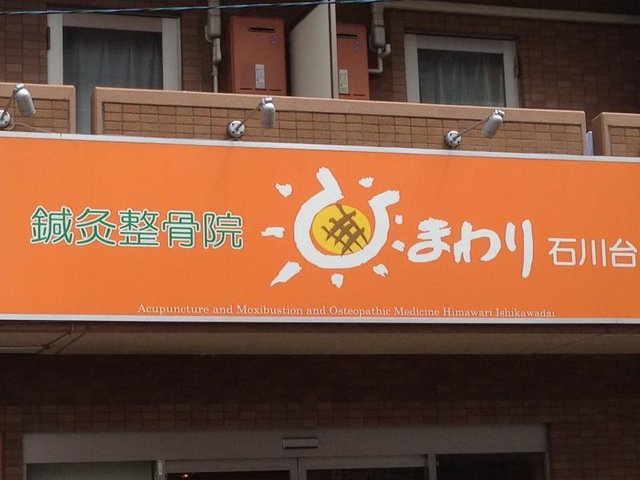 鍼灸整骨院 ひまわり 石川台
Acupuncture and Moxibustion and Osteopathic Medicine Himawari Ishikawadai